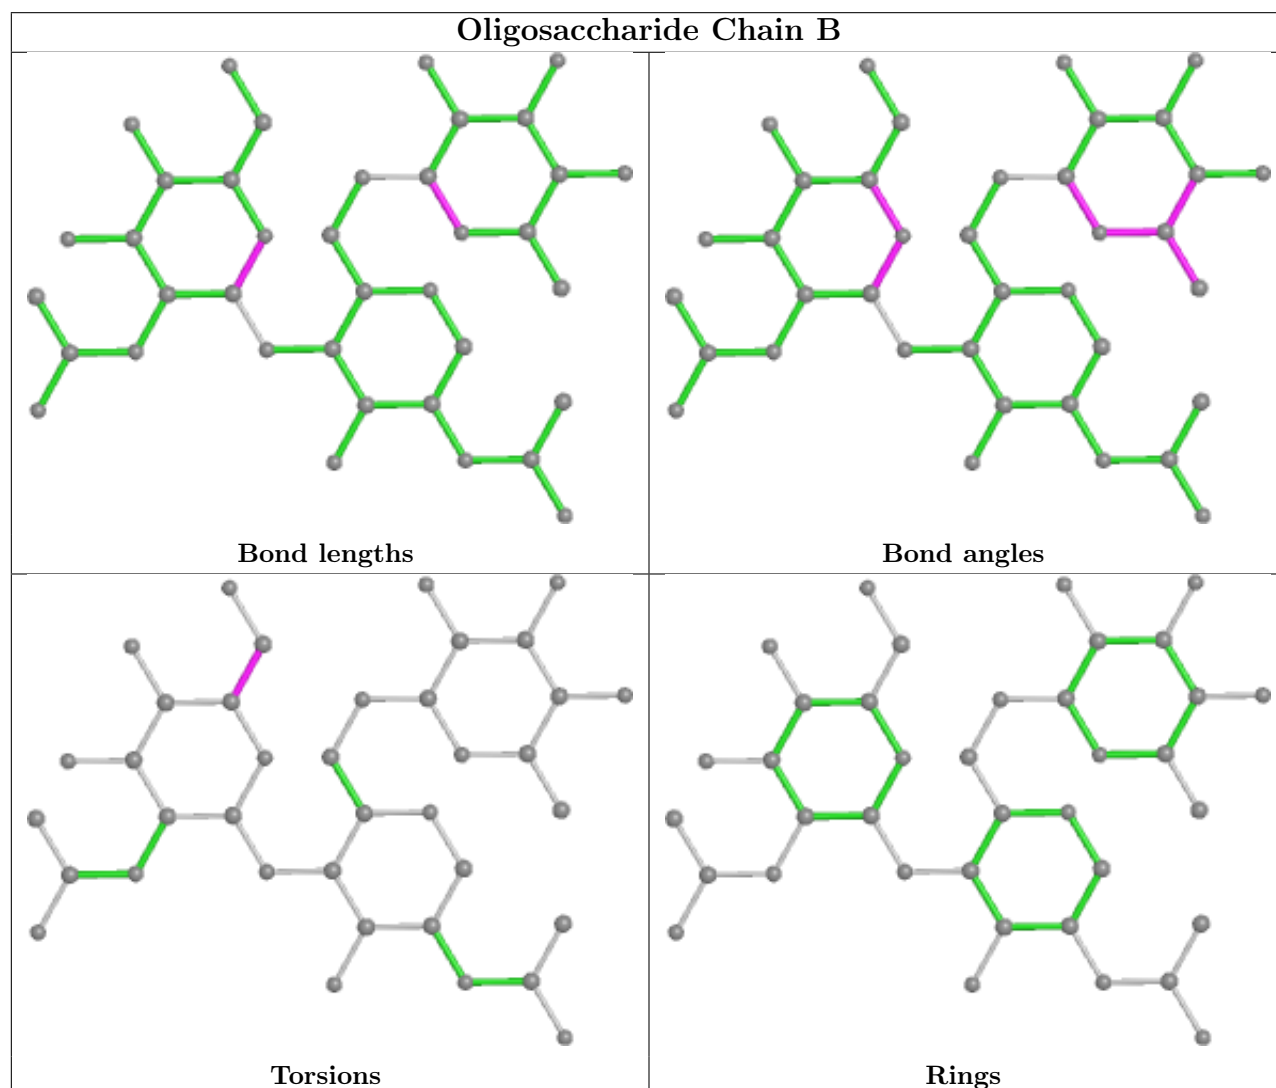 Oligosaccharide Chain B
Bond lengths
Bond angles
Torsions
Rings